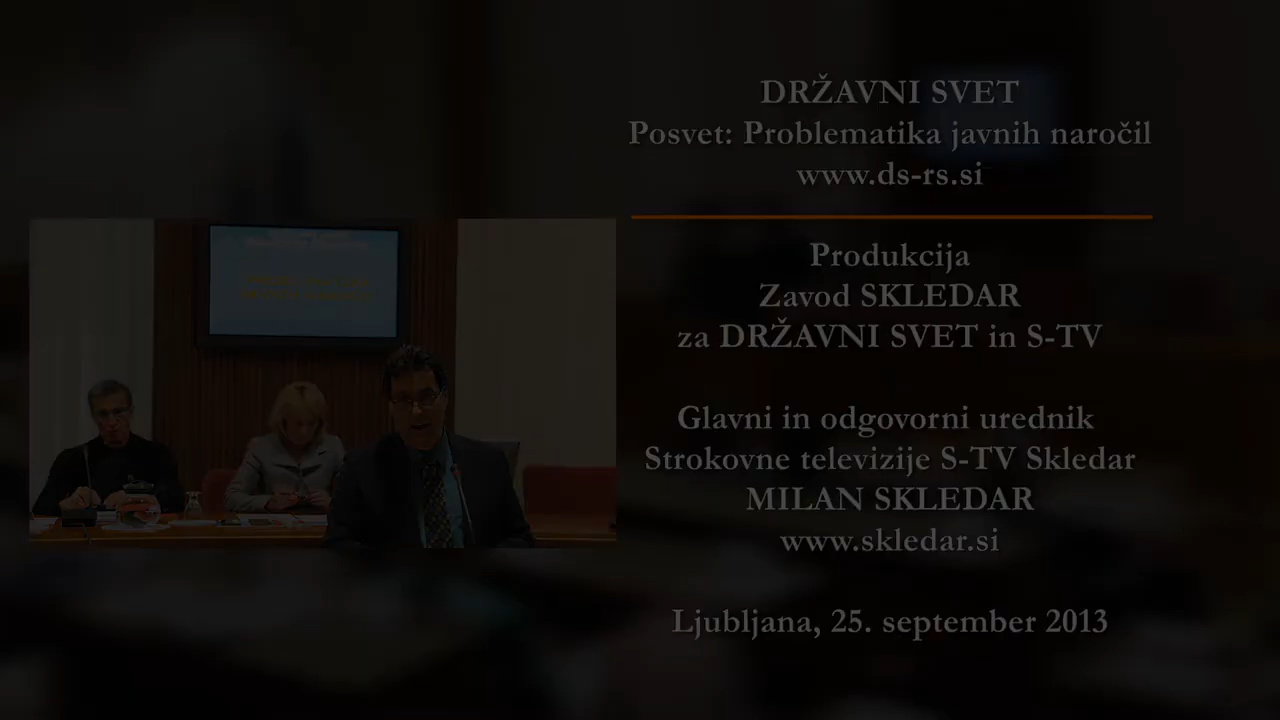 DRŽAVNI SVET
Posvet: Problematika javnih naročil
www.ds-rs.si
Produkcija
Zavod SKLEDAR
za DRŽAVNI SVET in S-TV
Glavni in odgovorni urednik
Strokovne televizije S-TV Skledar
MILAN SKLEDAR
www.skledar.si
Ljubljana, 25. september 2013